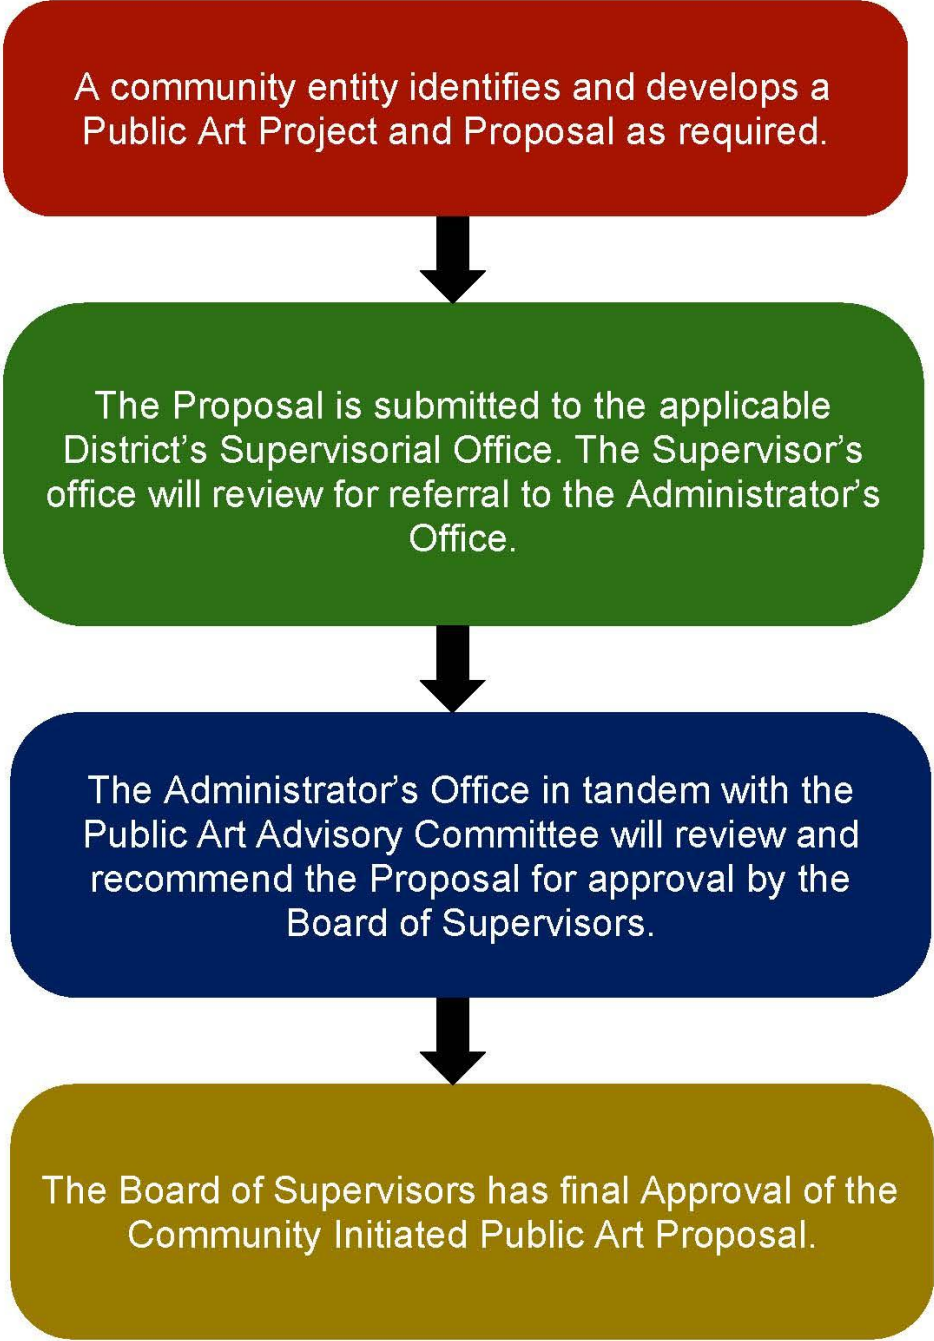 A community entity identifies and develops a
Public Art Project and Proposal as required.
The Proposal is submitted to the applicable
District’s Supervisorial Office. The Supervisor’s
office will review for referral to the Administrator’s
Office.
The Administrator’s Office in tandem with the
Public Art Advisory Committee will review and
recommend the Proposal for approval by the
Board of Supervisors.
The Board of Supervisors has final Approval of the
Community Initiated Public Art Proposal.